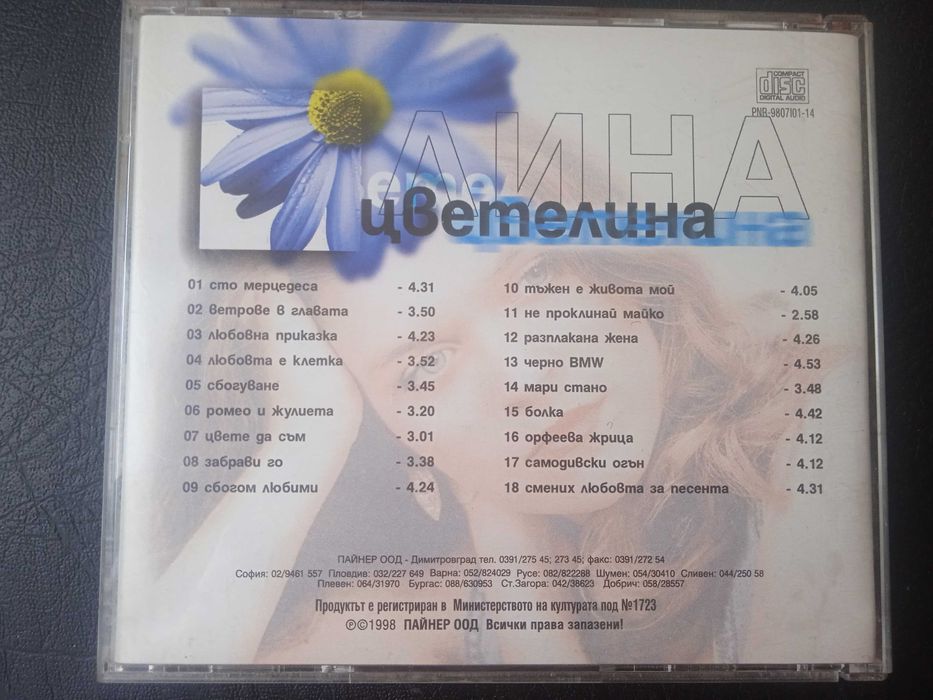 COMPACT
disc
DIGITAL AUDIO
PNR-9807101-14
ЛИНА
цветелина
01 сто мерцедеса - 4.31
02 ветрове в главата - 3.50
03 любовна приказка - 4.23
04 любовта е клетка - 3.52
05 сбогуване - 3.45
06 ромео и жулиета - 3.20
07 цвете да съм - 3.01
08 забрави го - 3.38
09 сбогом любими - 4.24
10 тъжен е живота мой - 4.05
11 не проклинай майко - 2.58
12 разплакана жена - 4.26
13 черно BMW - 4.53
14 мари стано - 3.48
15 болка - 4.42
16 орфеева жрица - 4.12
17 самодивски огън - 4.12
18 смених любовта за песента - 4.31
ПАЙНЕР ООД - Димитровград тел. 0391/275 45; 273 45; факс: 0391/272 54
София: 02/9461 557 Пловдив: 032/227 649 Варна: 052/824029 Русе: 082/822288 Шумен: 054/30410 Сливен: 044/250 58
Плевен: 064/31970 Бургас: 088/630953 Ст.Загора: 042/38623 Добрич: 058/28557
Продуктът е регистриран в Министерството на културата под №1723
℗©1998 ПАЙНЕР ООД Всички права запазени!